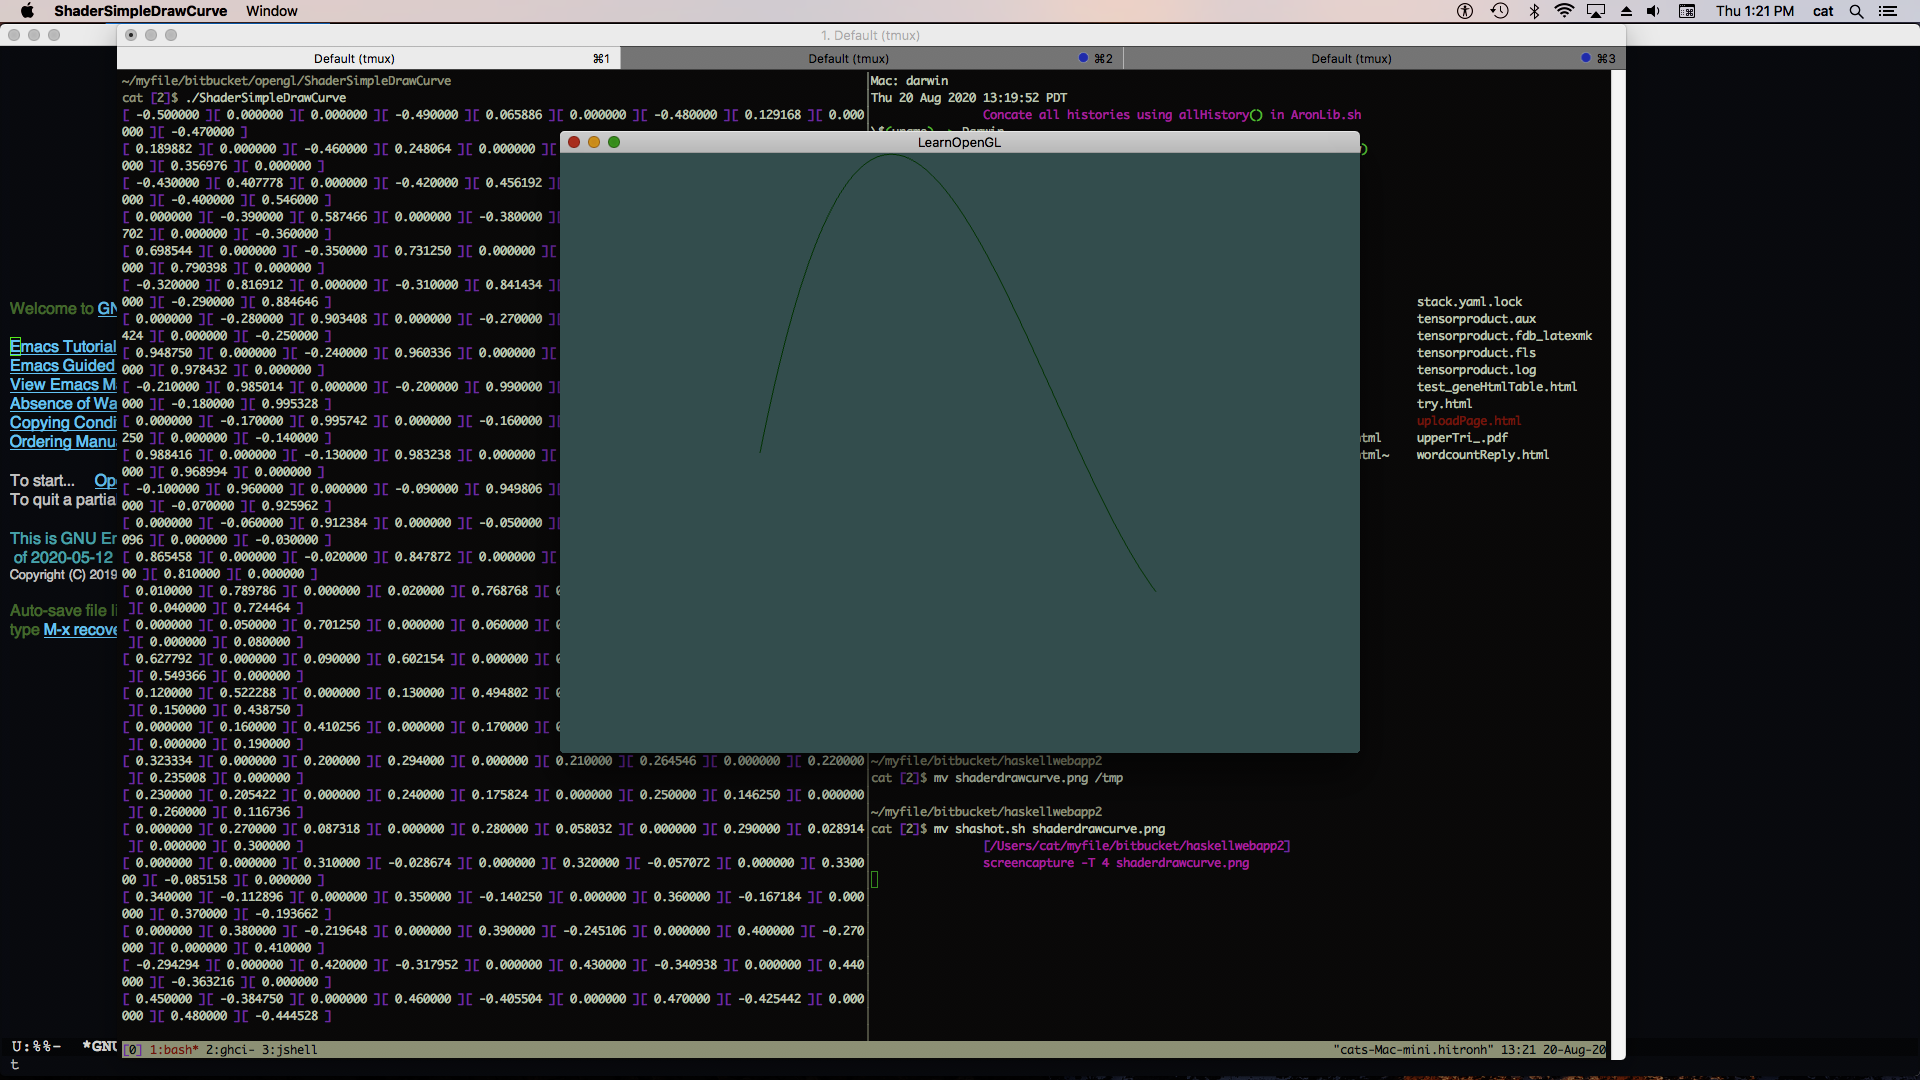 ShaderSimpleDrawCurve Window
Thu 1:21 PM cat
1. Default (tmux)
Default (tmux) ⌘1 Default (tmux) ⌘2 Default (tmux) ⌘3
~/myfile/bitbucket/opengl/ShaderSimpleDrawCurve
cat [2]$ ./ShaderSimpleDrawCurve
[ -0.500000 ][ 0.000000 ][ 0.000000 ][ -0.490000 ][ 0.065886 ][ 0.000000 ][ -0.480000 ][ 0.129168 ][ 0.000
000 ][ -0.470000 ]
[ 0.189882 ][ 0.000000 ][ -0.460000 ][ 0.248064 ][ 0.000000 ][
000 ][ 0.356976 ][ 0.000000 ]
[ -0.430000 ][ 0.407778 ][ 0.000000 ][ -0.420000 ][ 0.456192 ]
000 ][ -0.400000 ][ 0.546000 ]
[ 0.000000 ][ -0.390000 ][ 0.587466 ][ 0.000000 ][ -0.380000 ]
702 ][ 0.000000 ][ -0.360000 ]
[ 0.698544 ][ 0.000000 ][ -0.350000 ][ 0.731250 ][ 0.000000 ][
000 ][ 0.790398 ][ 0.000000 ]
[ -0.320000 ][ 0.816912 ][ 0.000000 ][ -0.310000 ][ 0.841434 ]
000 ][ -0.290000 ][ 0.884646 ]
[ 0.000000 ][ -0.280000 ][ 0.903408 ][ 0.000000 ][ -0.270000 ]
424 ][ 0.000000 ][ -0.250000 ]
[ 0.948750 ][ 0.000000 ][ -0.240000 ][ 0.960336 ][ 0.000000 ][
000 ][ 0.978432 ][ 0.000000 ]
[ -0.210000 ][ 0.985014 ][ 0.000000 ][ -0.200000 ][ 0.990000 ]
000 ][ -0.180000 ][ 0.995328 ]
[ 0.000000 ][ -0.170000 ][ 0.995742 ][ 0.000000 ][ -0.160000 ]
250 ][ 0.000000 ][ -0.140000 ]
[ 0.988416 ][ 0.000000 ][ -0.130000 ][ 0.983238 ][ 0.000000 ][
000 ][ 0.968994 ][ 0.000000 ]
[ -0.100000 ][ 0.960000 ][ 0.000000 ][ -0.090000 ][ 0.949806 ]
000 ][ -0.070000 ][ 0.925962 ]
[ 0.000000 ][ -0.060000 ][ 0.912384 ][ 0.000000 ][ -0.050000 ]
096 ][ 0.000000 ][ -0.030000 ]
[ 0.865458 ][ 0.000000 ][ -0.020000 ][ 0.847872 ][ 0.000000 ][
00 ][ 0.810000 ][ 0.000000 ]
[ 0.010000 ][ 0.789786 ][ 0.000000 ][ 0.020000 ][ 0.768768 ][
][ 0.040000 ][ 0.724464 ]
[ 0.000000 ][ 0.050000 ][ 0.701250 ][ 0.000000 ][ 0.060000 ][
][ 0.000000 ][ 0.080000 ]
[ 0.627792 ][ 0.000000 ][ 0.090000 ][ 0.602154 ][ 0.000000 ][
][ 0.549366 ][ 0.000000 ]
[ 0.120000 ][ 0.522288 ][ 0.000000 ][ 0.130000 ][ 0.494802 ][
][ 0.150000 ][ 0.438750 ]
[ 0.000000 ][ 0.160000 ][ 0.410256 ][ 0.000000 ][ 0.170000 ][
][ 0.000000 ][ 0.190000 ]
[ 0.323334 ][ 0.000000 ][ 0.200000 ][ 0.294000 ][ 0.000000 ][ 0.210000 ][ 0.264546 ][ 0.000000 ][ 0.220000
][ 0.235008 ][ 0.000000 ]
[ 0.230000 ][ 0.205422 ][ 0.000000 ][ 0.240000 ][ 0.175824 ][ 0.000000 ][ 0.250000 ][ 0.146250 ][ 0.000000
][ 0.260000 ][ 0.116736 ]
[ 0.000000 ][ 0.270000 ][ 0.087318 ][ 0.000000 ][ 0.280000 ][ 0.058032 ][ 0.000000 ][ 0.290000 ][ 0.028914
][ 0.000000 ][ 0.300000 ]
[ 0.000000 ][ 0.000000 ][ 0.310000 ][ -0.028674 ][ 0.000000 ][ 0.320000 ][ -0.057072 ][ 0.000000 ][ 0.3300
00 ][ -0.085158 ][ 0.000000 ]
[ 0.340000 ][ -0.112896 ][ 0.000000 ][ 0.350000 ][ -0.140250 ][ 0.000000 ][ 0.360000 ][ -0.167184 ][ 0.000
000 ][ 0.370000 ][ -0.193662 ]
[ 0.000000 ][ 0.380000 ][ -0.219648 ][ 0.000000 ][ 0.390000 ][ -0.245106 ][ 0.000000 ][ 0.400000 ][ -0.270
000 ][ 0.000000 ][ 0.410000 ]
[ -0.294294 ][ 0.000000 ][ 0.420000 ][ -0.317952 ][ 0.000000 ][ 0.430000 ][ -0.340938 ][ 0.000000 ][ 0.440
000 ][ -0.363216 ][ 0.000000 ]
[ 0.450000 ][ -0.384750 ][ 0.000000 ][ 0.460000 ][ -0.405504 ][ 0.000000 ][ 0.470000 ][ -0.425442 ][ 0.000
000 ][ 0.480000 ][ -0.444528 ]
Mac: darwin
Thu 20 Aug 2020 13:19:52 PDT
Concate all histories using allHistory() in AronLib.sh
LearnOpenGL
stack.yaml.lock
tensorproduct.aux
tensorproduct.fdb_latexmk
tensorproduct.fls
tensorproduct.log
test_geneHtmlTable.html
try.html
uploadPage.html
tml upperTri_.pdf
tml~ wordcountReply.html
~/myfile/bitbucket/haskellwebapp2
cat [2]$ mv shaderdrawcurve.png /tmp
~/myfile/bitbucket/haskellwebapp2
cat [2]$ mv shashot.sh shaderdrawcurve.png
[/Users/cat/myfile/bitbucket/haskellwebapp2]
screencapture -T 4 shaderdrawcurve.png
Welcome to GN
Emacs Tutorial
Emacs Guided
View Emacs M
Absence of Wa
Copying Condi
Ordering Manu
To start... Op
To quit a partia
This is GNU E
of 2020-05-12
Copyright (C) 2019
Auto-save file li
type M-x recove
U:%%- *GNU
t
[0] 1:bash* 2:ghci- 3:jshell "cats-Mac-mini.hitronh" 13:21 20-Aug-20